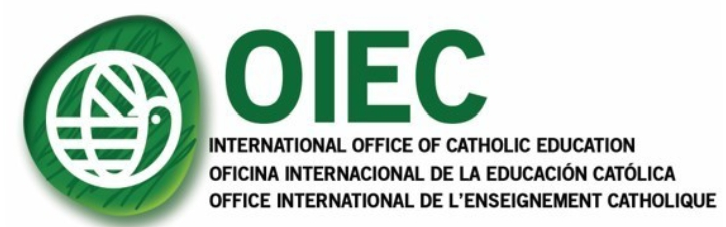 OIEC
INTERNATIONAL OFFICE OF CATHOLIC EDUCATION
OFICINA INTERNACIONAL DE LA EDUCACIÓN CATÓLICA
OFFICE INTERNATIONAL DE L'ENSEIGNEMENT CATHOLIQUE